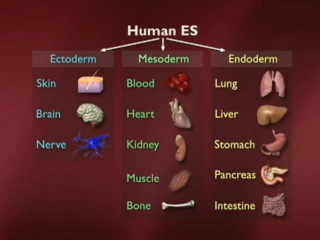 Human ES
Ectoderm
Skin
Brain
Nerve
Mesoderm
Blood
Heart
Kidney
Muscle
Bone
Endoderm
Lung
Liver
Stomach
Pancreas
Intestine